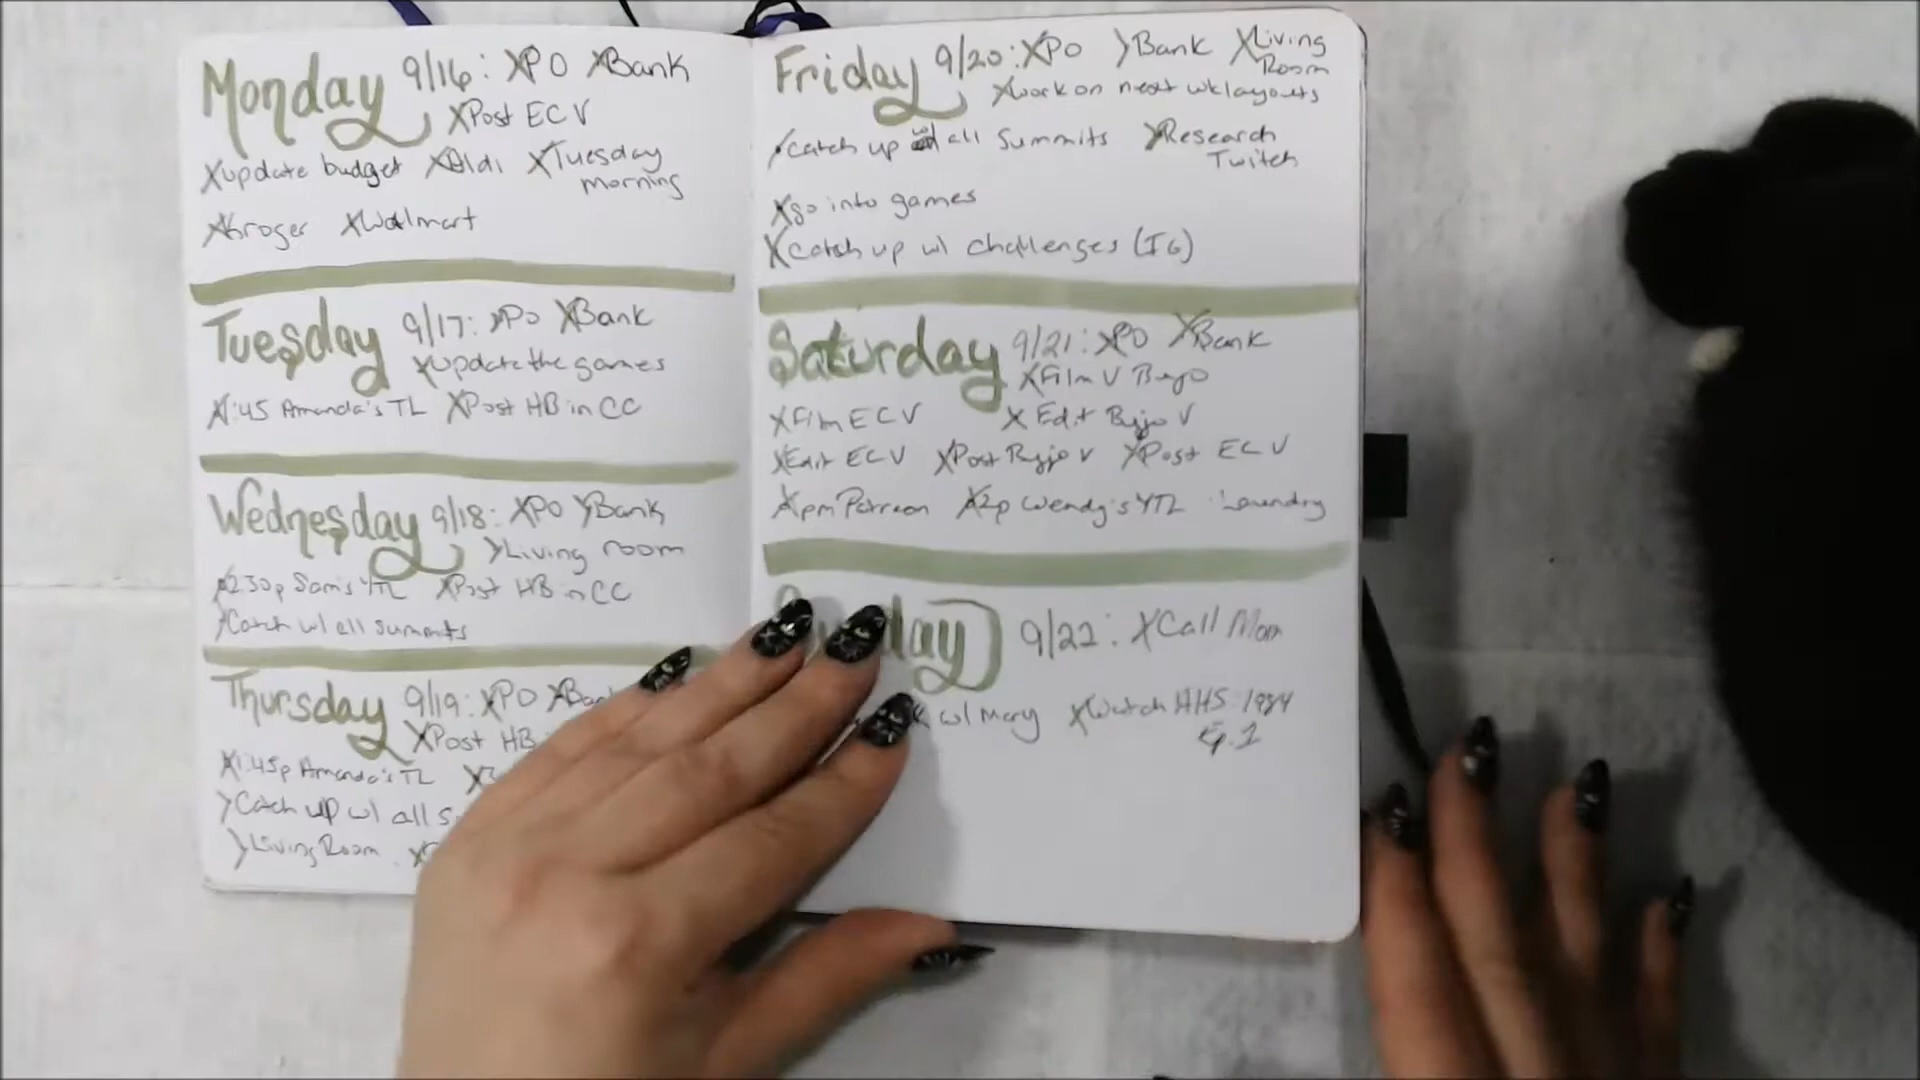 Monday 9/16: XPO XBank
XPost ECV
Xupdate budget XAldi XTuesday
morning
XKroger XWalmart
Tuesday 9/17: XPO XBank
Xupdate the games
X1:45 Amanda's TL XPost HB in CC
Wednesday 9/18: XPO >Bank
>Living room
X2:30p Sam's YTL XPost HB in CC
>Catch w/ all summits
Thursday 9/19: XPO XBank
XPost HB
X1:45p Amanda's TL
>Catch up w/ all
>Living Room
Friday 9/20: XPO >Bank XLiving
Room
Xwork on next wk layouts
/catch up w/ all Summits XResearch
Twitch
Xgo into games
Xcatch up w/ challenges (IG)
Saturday 9/21: XPO XBank
XFilm V Bujo
XFilm ECV XEdit Bujo V
XEdit ECV XPost Bujo V XPost ECV
Xpm Patreon X2p Wendy's YTL Laundry
day 9/22: XCall Mom
w/ Mary XWatch AHS: 1984